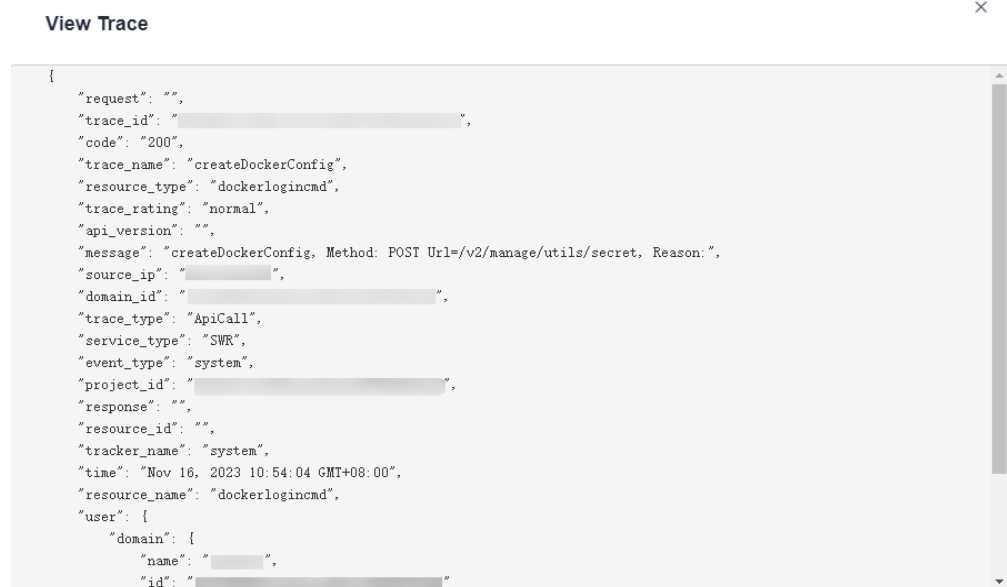 View Trace
×
{
"request": "",
"trace_id": "",
"code": "200",
"trace_name": "createDockerConfig",
"resource_type": "dockerlogincmd",
"trace_rating": "normal",
"api_version": "",
"message": "createDockerConfig, Method: POST Url=/v2/manage/utils/secret, Reason:",
"source_ip": "",
"domain_id": "",
"trace_type": "ApiCall",
"service_type": "SWR",
"event_type": "system",
"project_id": "",
"response": "",
"resource_id": "",
"tracker_name": "system",
"time": "Nov 16, 2023 10:54:04 GMT+08:00",
"resource_name": "dockerlogincmd",
"user": {
"domain": {
"name": "",
"id": ""